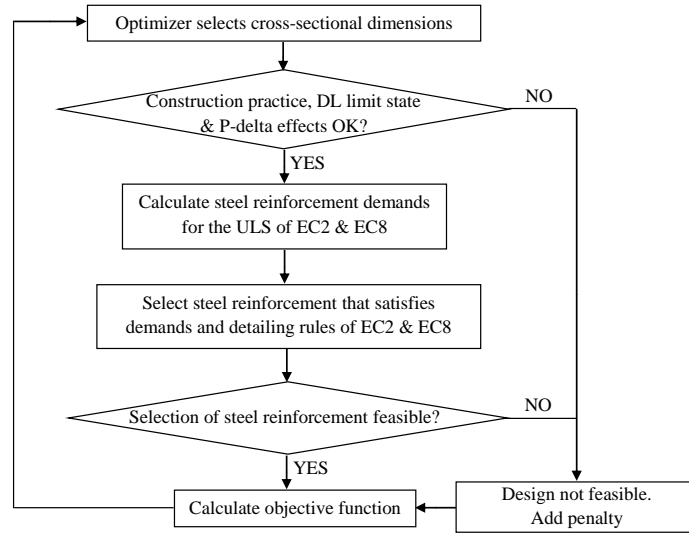 Optimizer selects cross-sectional dimensions
Construction practice, DL limit state
& P-delta effects OK?
NO
YES
Calculate steel reinforcement demands
for the ULS of EC2 & EC8
Select steel reinforcement that satisfies
demands and detailing rules of EC2 & EC8
Selection of steel reinforcement feasible?
NO
YES
Calculate objective function
Design not feasible.
Add penalty